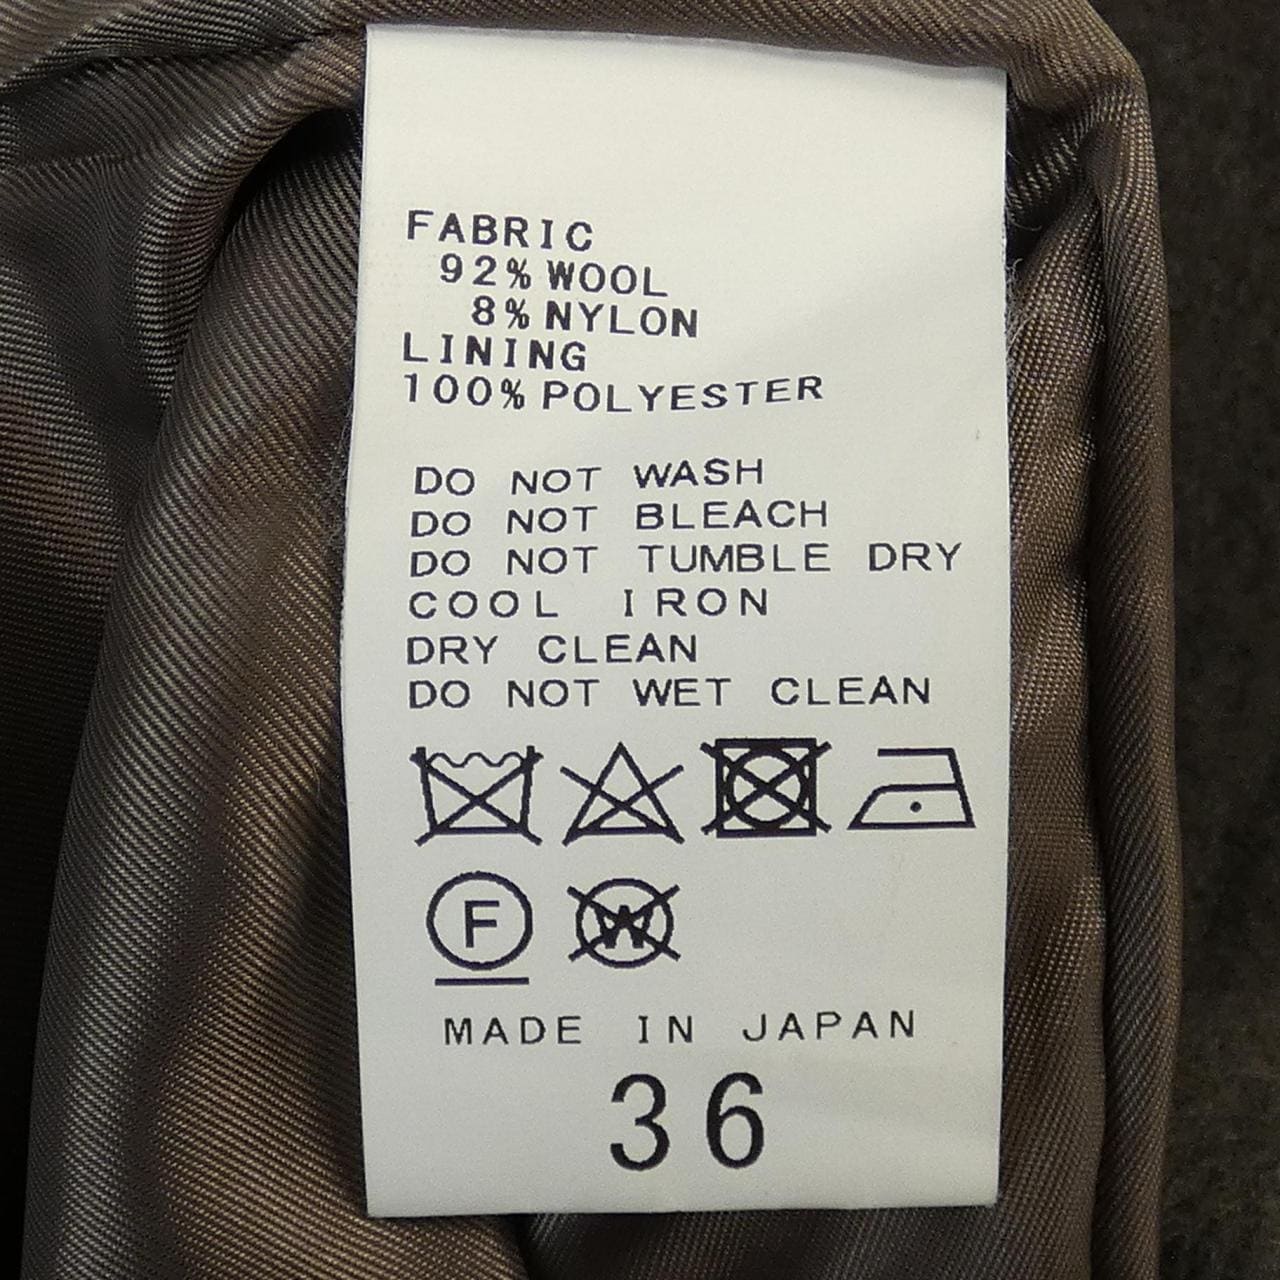 FABRIC
92% WOOL
8% NYLON
LINING
100% POLYESTER
DO NOT WASH
DO NOT BLEACH
DO NOT TUMBLE DRY
COOL IRON
DRY CLEAN
DO NOT WET CLEAN
F W
MADE IN JAPAN
36